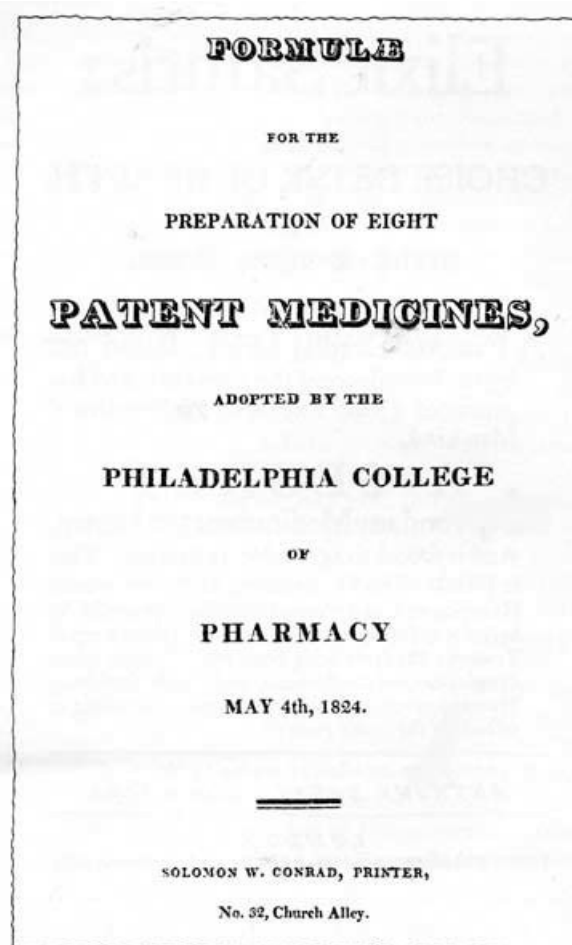 FORMULÆ
FOR THE
PREPARATION OF EIGHT
PATENT MEDICINES,
ADOPTED BY THE
PHILADELPHIA COLLEGE
OF
PHARMACY
MAY 4th, 1824.
SOLOMON W. CONRAD, PRINTER,
No. 32, Church Alley.